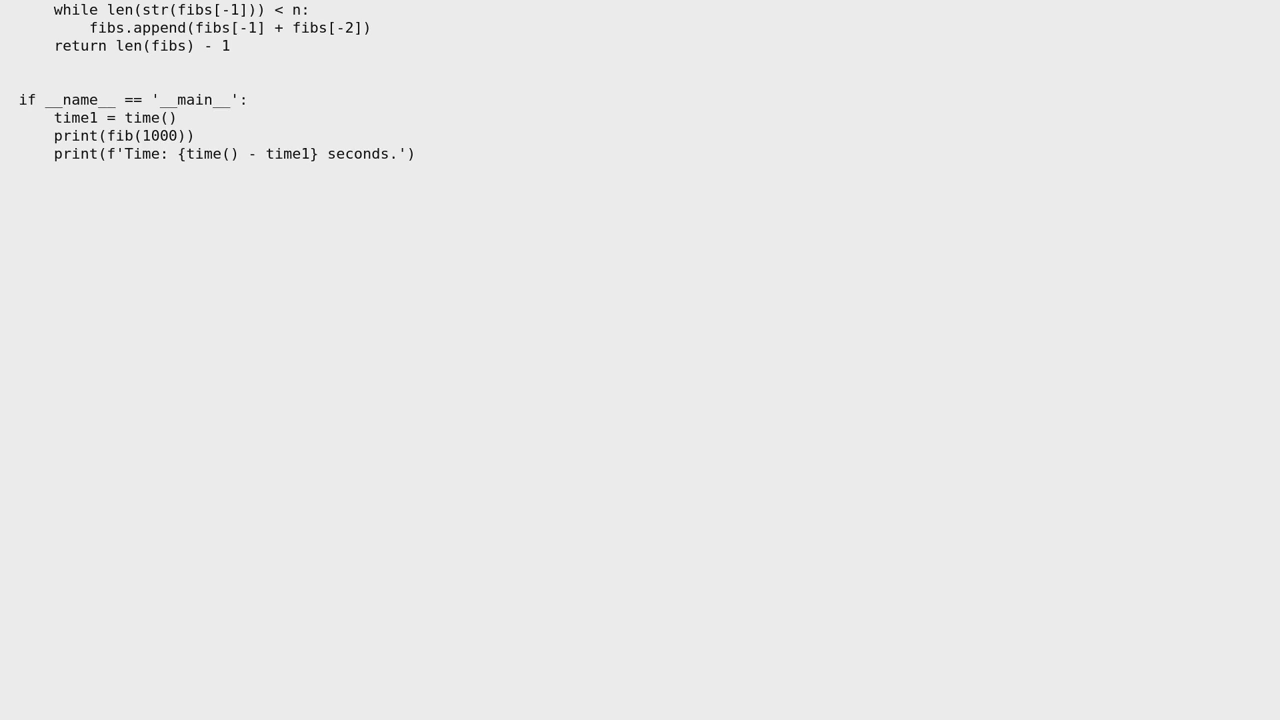 while len(str(fibs[-1])) < n:
        fibs.append(fibs[-1] + fibs[-2])
    return len(fibs) - 1


if __name__ == '__main__':
    time1 = time()
    print(fib(1000))
    print(f'Time: {time() - time1} seconds.')